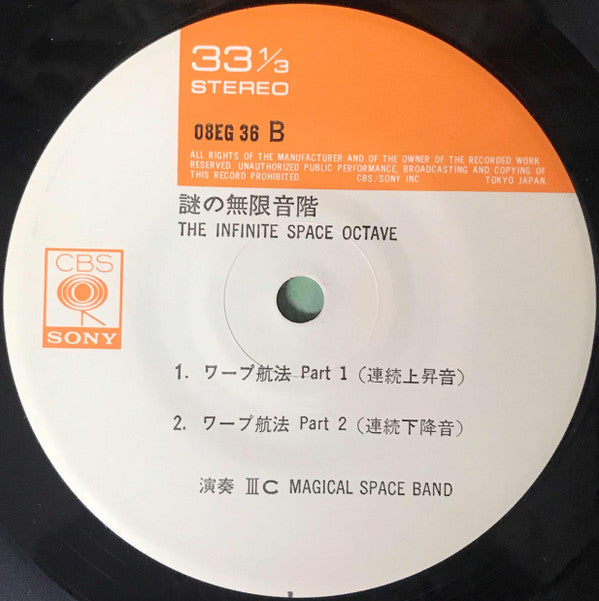 33 1/3
STEREO
08EG 36 B
ALL RIGHTS OF THE MANUFACTURER AND OF THE OWNER OF THE RECORDED WORK
RESERVED. UNAUTHORIZED PUBLIC PERFORMANCE, BROADCASTING AND COPYING OF
THIS RECORD PROHIBITED. CBS/SONY INC. TOKYO JAPAN.
謎の無限音階
THE INFINITE SPACE OCTAVE
CBS
SONY
1. ワープ航法 Part 1 (連続上昇音)
2. ワープ航法 Part 2 (連続下降音)
演奏 ⅢC MAGICAL SPACE BAND